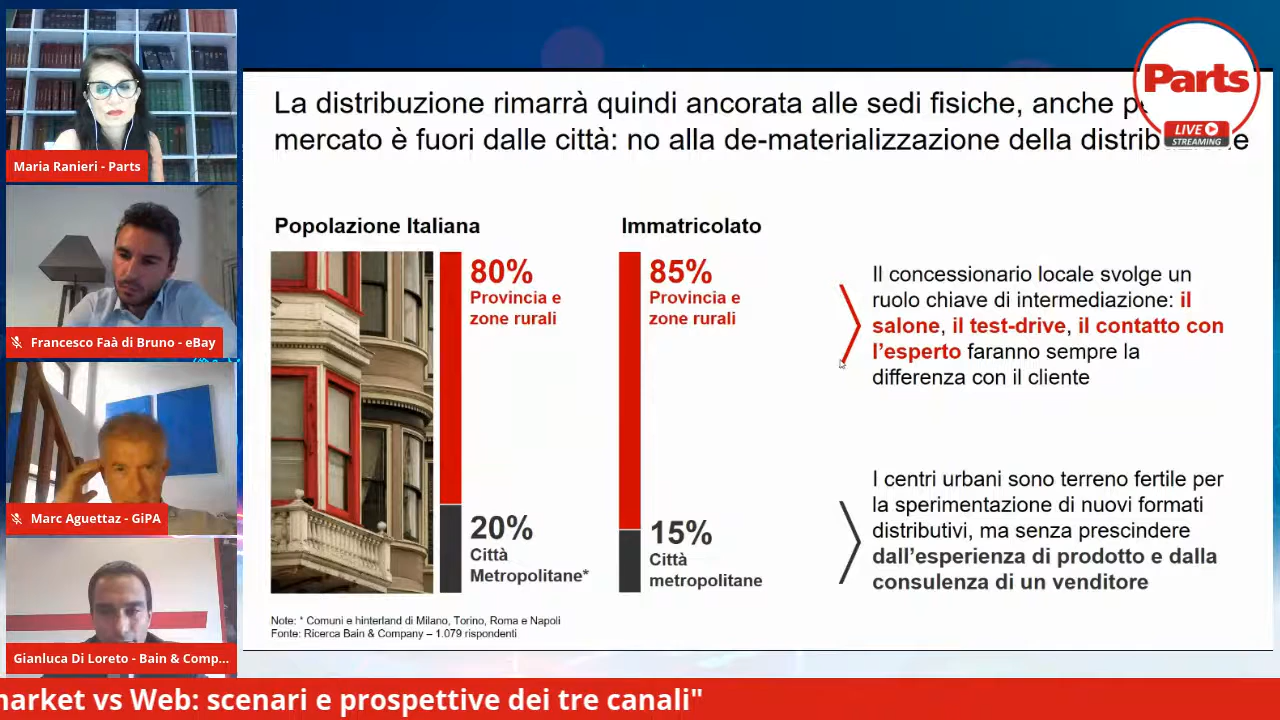 Parts
LIVE
STREAMING
La distribuzione rimarrà quindi ancorata alle sedi fisiche, anche
mercato è fuori dalle città: no alla de-materializzazione della
Popolazione Italiana
Immatricolato
80%
Provincia e
zone rurali
20%
Città
Metropolitane*
85%
Provincia e
zone rurali
15%
Città
metropolitane
Il concessionario locale svolge un
ruolo chiave di intermediazione: il
salone, il test-drive, il contatto con
l'esperto faranno sempre la
differenza con il cliente
I centri urbani sono terreno fertile per
la sperimentazione di nuovi formati
distributivi, ma senza prescindere
dall'esperienza di prodotto e dalla
consulenza di un venditore
Note: * Comuni e hinterland di Milano, Torino, Roma e Napoli
Fonte: Ricerca Bain & Company – 1.079 rispondenti
Maria Ranieri - Parts
Francesco Faà di Bruno - eBay
Marc Aguettaz - GiPA
Gianluca Di Loreto - Bain & Comp...
market vs Web: scenari e prospettive dei tre canali"